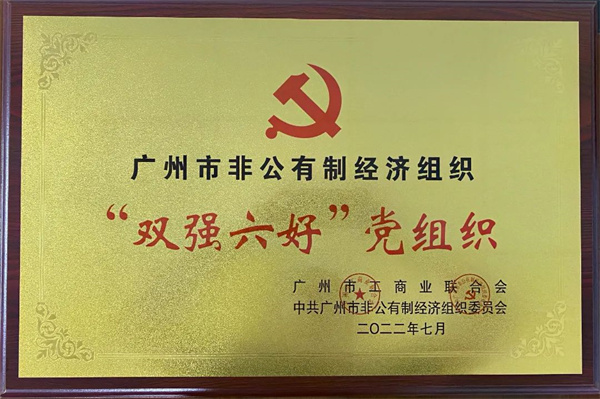 广州市非公有制经济组织
“双强六好”党组织
广州市工商业联合会
中共广州市非公有制经济组织委员会
二〇二二年七月